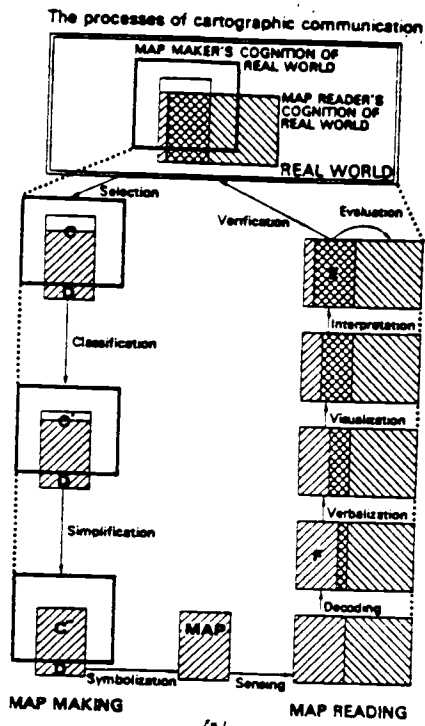 The processes of cartographic communication
MAP MAKER'S COGNITION OF
REAL WORLD
MAP READER'S
COGNITION OF
REAL WORLD
REAL WORLD
Selection
Verification
Evaluation
C
D
Classification
Interpretation
C'
D
Visualization
Simplification
Verbalization
F
C"
D
MAP
Decoding
Symbolization
Sensing
MAP MAKING
MAP READING